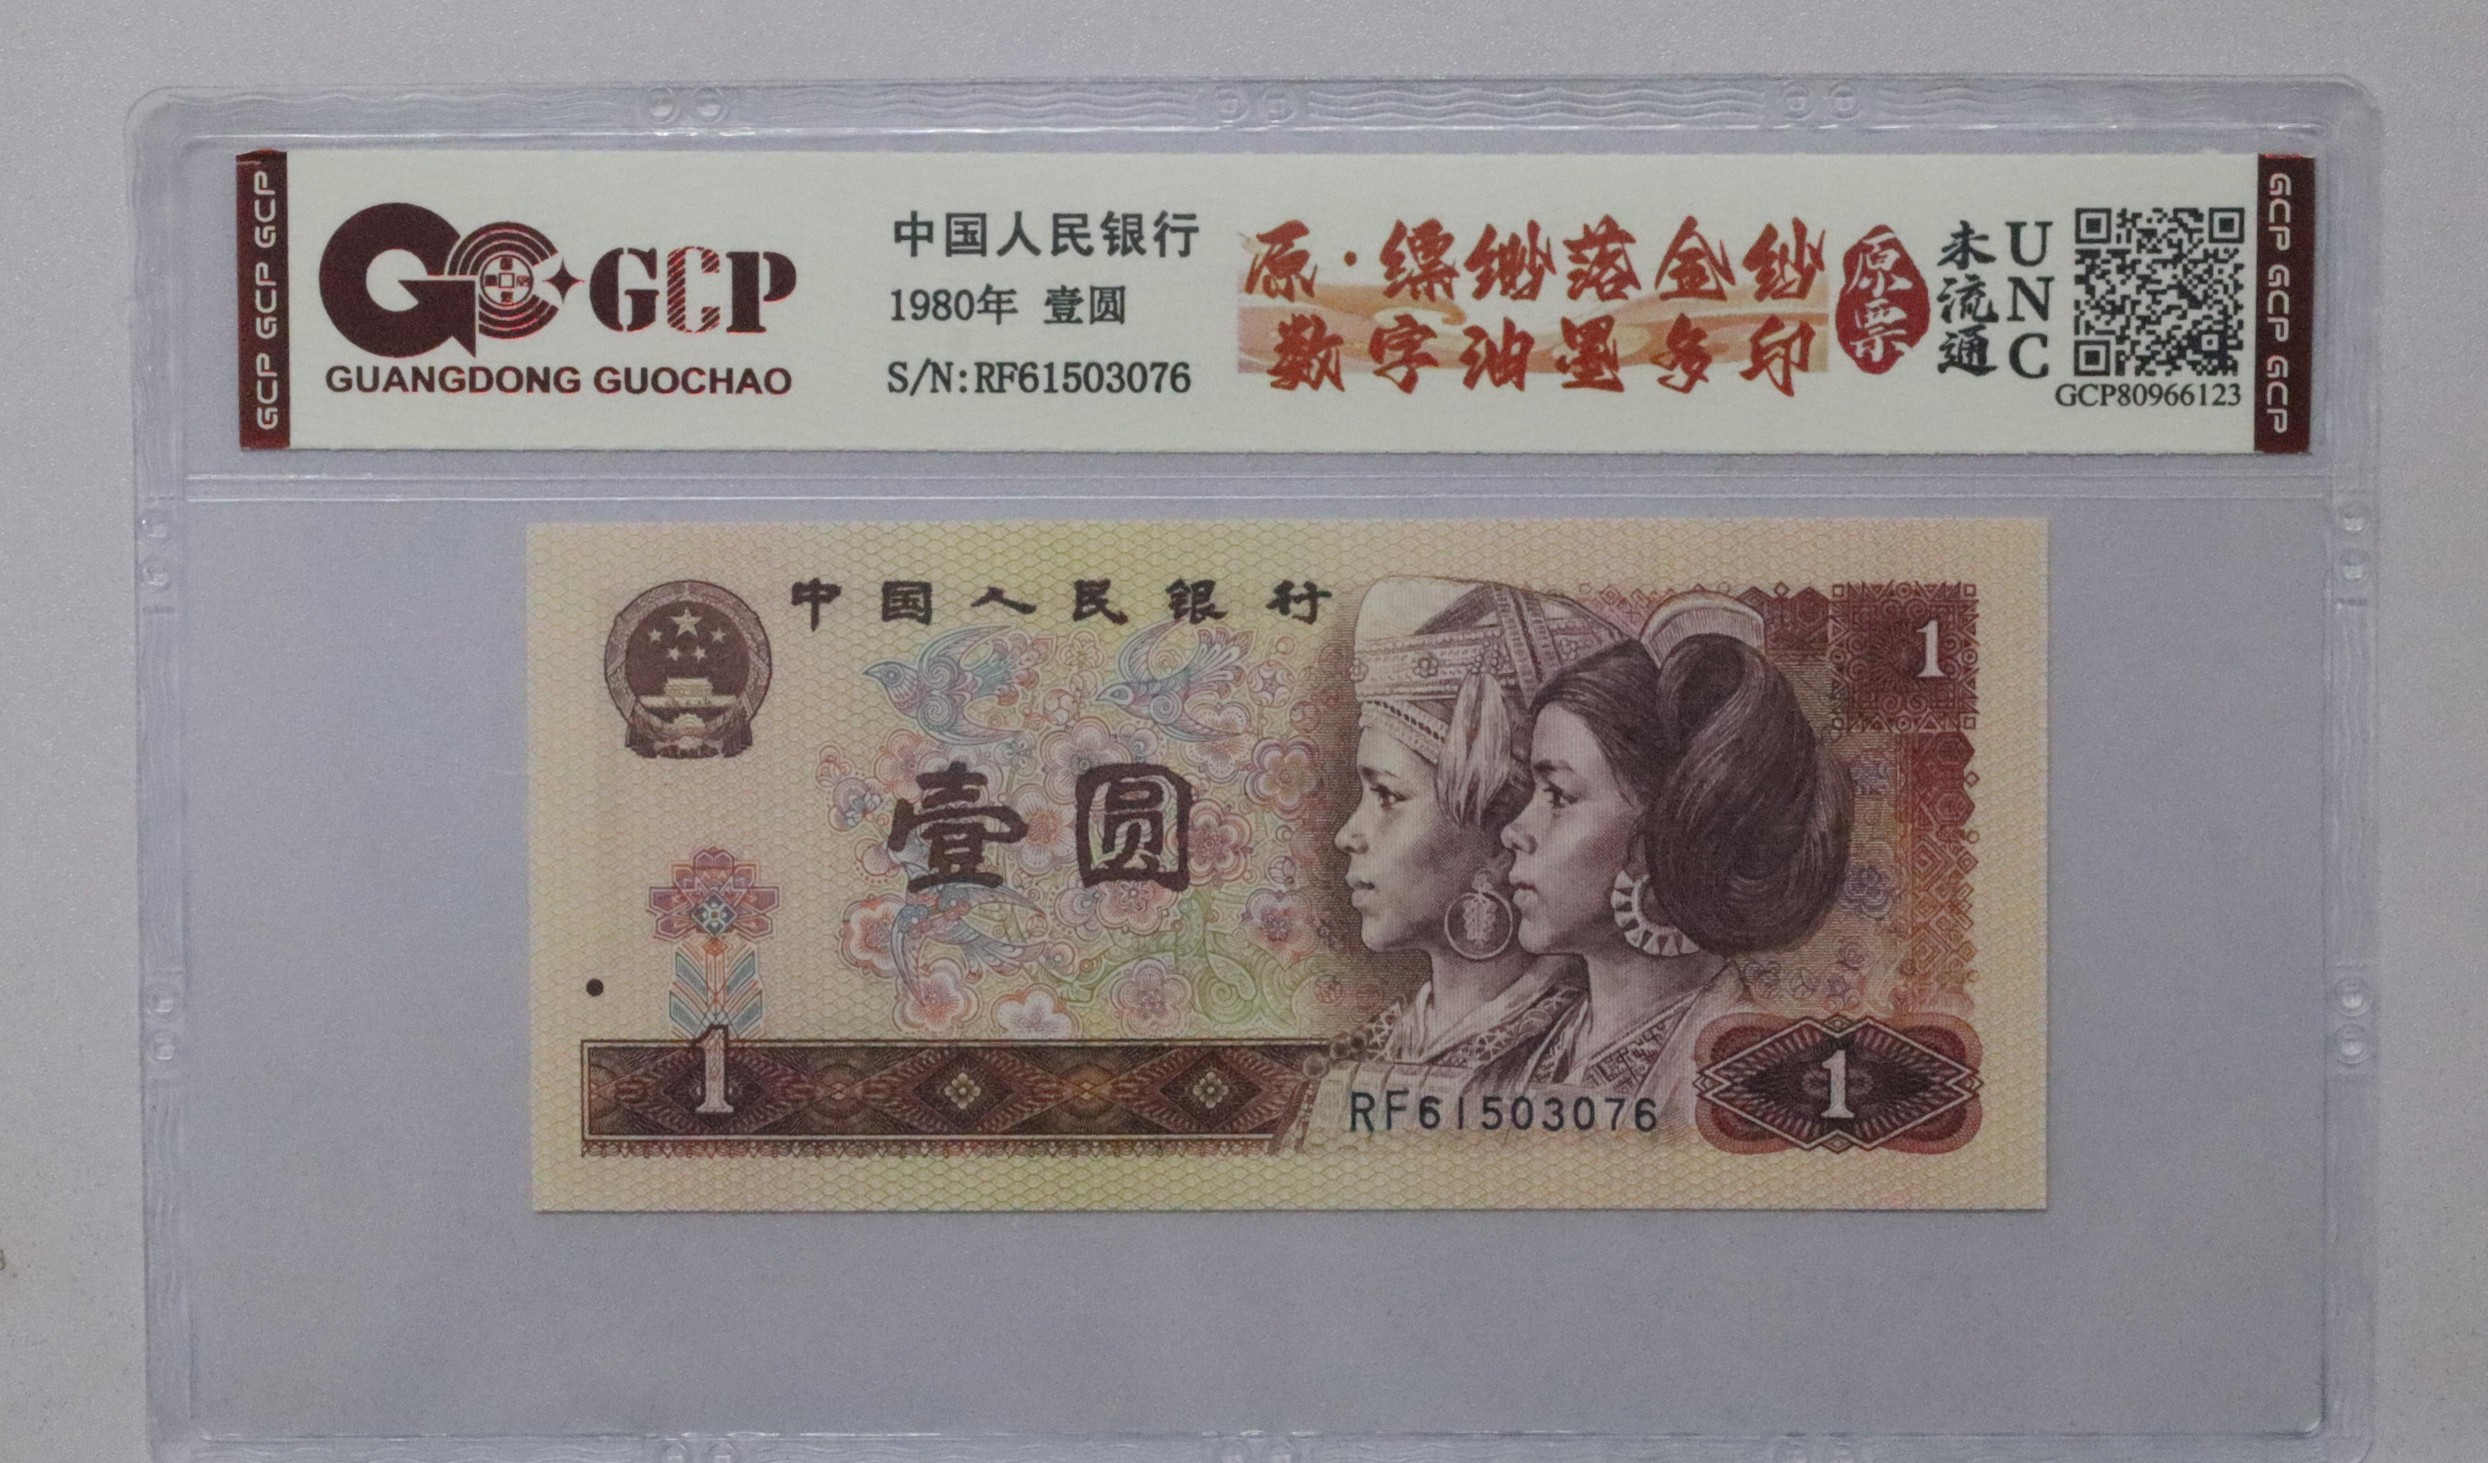 GCP GCP GCP
GCP
GUANGDONG GUOCHAO
中国人民银行
1980年 壹圆
S/N:RF61503076
原·缥缈落金纱
数字油墨多印
原票
未流通
UNC
GCP80966123
GCP GCP GCP
中国人民银行
1
壹圆
1
RF61503076
1